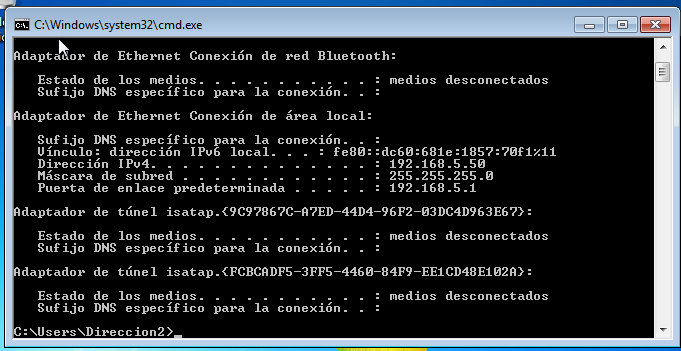 C:\Windows\system32\cmd.exe
Adaptador de Ethernet Conexión de red Bluetooth:
Estado de los medios. . . . . . . . . . . : medios desconectados
Sufijo DNS específico para la conexión. . :
Adaptador de Ethernet Conexión de área local:
Sufijo DNS específico para la conexión. . :
Vínculo: dirección IPv6 local. . . : fe80::dc60:681e:1857:70f1%11
Dirección IPv4. . . . . . . . . . . . . . : 192.168.5.50
Máscara de subred . . . . . . . . . . . . : 255.255.255.0
Puerta de enlace predeterminada . . . . . : 192.168.5.1
Adaptador de túnel isatap.{9C97867C-A7ED-44D4-96F2-03DC4D963E67}:
Estado de los medios. . . . . . . . . . . : medios desconectados
Sufijo DNS específico para la conexión. . :
Adaptador de túnel isatap.{FCBCADF5-3FF5-4460-84F9-EE1CD48E102A}:
Estado de los medios. . . . . . . . . . . : medios desconectados
Sufijo DNS específico para la conexión. . :
C:\Users\Direccion2>_